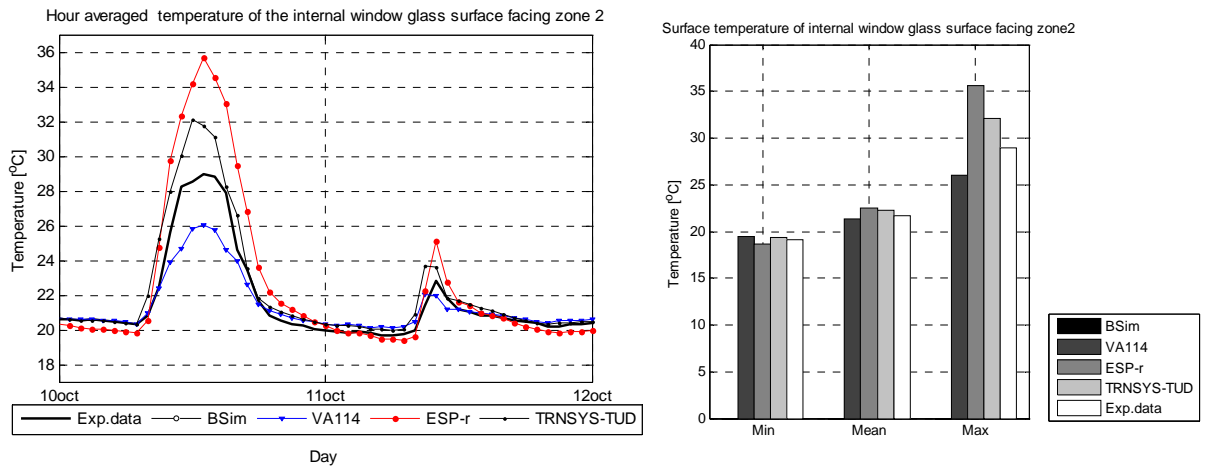 Hour averaged temperature of the internal window glass surface facing zone 2
36
34
32
30
28
26
24
22
20
18
Temperature [°C]
10oct
11oct
12oct
Exp.data
BSim
VA114
ESP-r
TRNSYS-TUD
Day
Surface temperature of internal window glass surface facing zone2
40
35
30
25
20
15
10
5
0
Temperature [°C]
Min
Mean
Max
BSim
VA114
ESP-r
TRNSYS-TUD
Exp.data